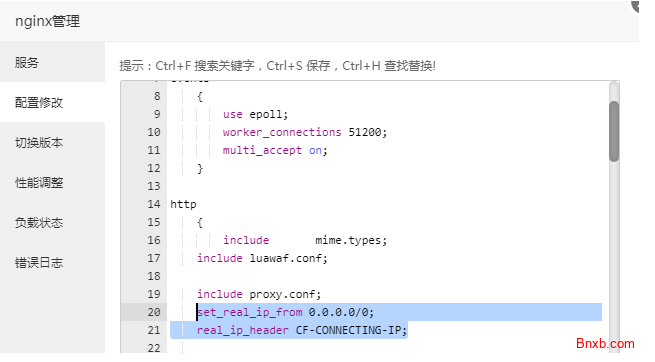 nginx管理
服务
配置修改
切换版本
性能调整
负载状态
错误日志
提示：Ctrl+F 搜索关键字，Ctrl+S 保存，Ctrl+H 查找替换!
8 {
9 use epoll;
10 worker_connections 51200;
11 multi_accept on;
12 }
13
14 http
15 {
16 include mime.types;
17 include luawaf.conf;
18
19 include proxy.conf;
20 set_real_ip_from 0.0.0.0/0;
21 real_ip_header CF-CONNECTING-IP;
22
Bnxb.com